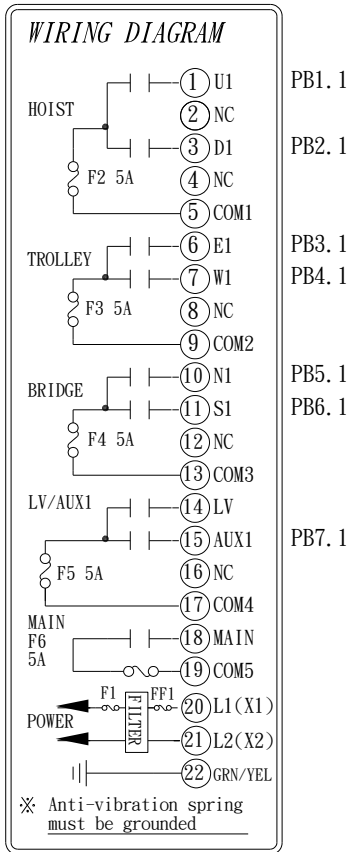 WIRING DIAGRAM
1 U1 PB1.1
HOIST
2 NC
3 D1 PB2.1
F2 5A
4 NC
5 COM1
6 E1 PB3.1
TROLLEY
7 W1 PB4.1
F3 5A
8 NC
9 COM2
10 N1 PB5.1
BRIDGE
11 S1 PB6.1
F4 5A
12 NC
13 COM3
LV/AUX1
14 LV
15 AUX1 PB7.1
F5 5A
16 NC
17 COM4
MAIN
F6
5A
18 MAIN
19 COM5
F1 FF1
20 L1(X1)
POWER
FILTER
21 L2(X2)
22 GRN/YEL
※ Anti-vibration spring
must be grounded